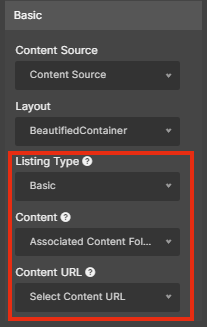 Basic
Content Source
Content Source
Layout
BeautifiedContainer
Listing Type ?
Basic
Content ?
Associated Content Fol...
Content URL ?
Select Content URL